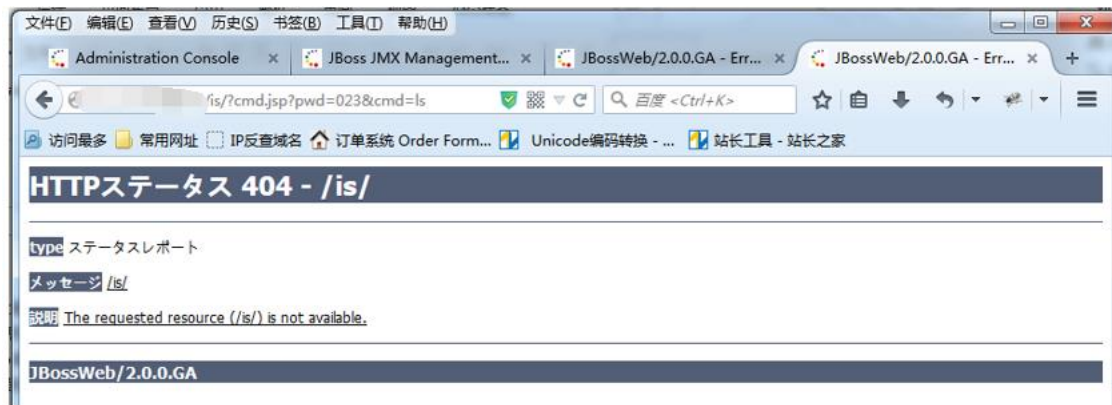 文件(F) 编辑(E) 查看(V) 历史(S) 书签(B) 工具(T) 帮助(H)
Administration Console × JBoss JMX Management... × JBossWeb/2.0.0.GA - Err... × JBossWeb/2.0.0.GA - Err... × +
/is/?cmd.jsp?pwd=023&cmd=ls 百度 <Ctrl+K>
访问最多 常用网址 IP反查域名 订单系统 Order Form... Unicode编码转换 - ... 站长工具 - 站长之家
HTTPステータス 404 - /is/
type ステータスレポート
メッセージ /is/
説明 The requested resource (/is/) is not available.
JBossWeb/2.0.0.GA